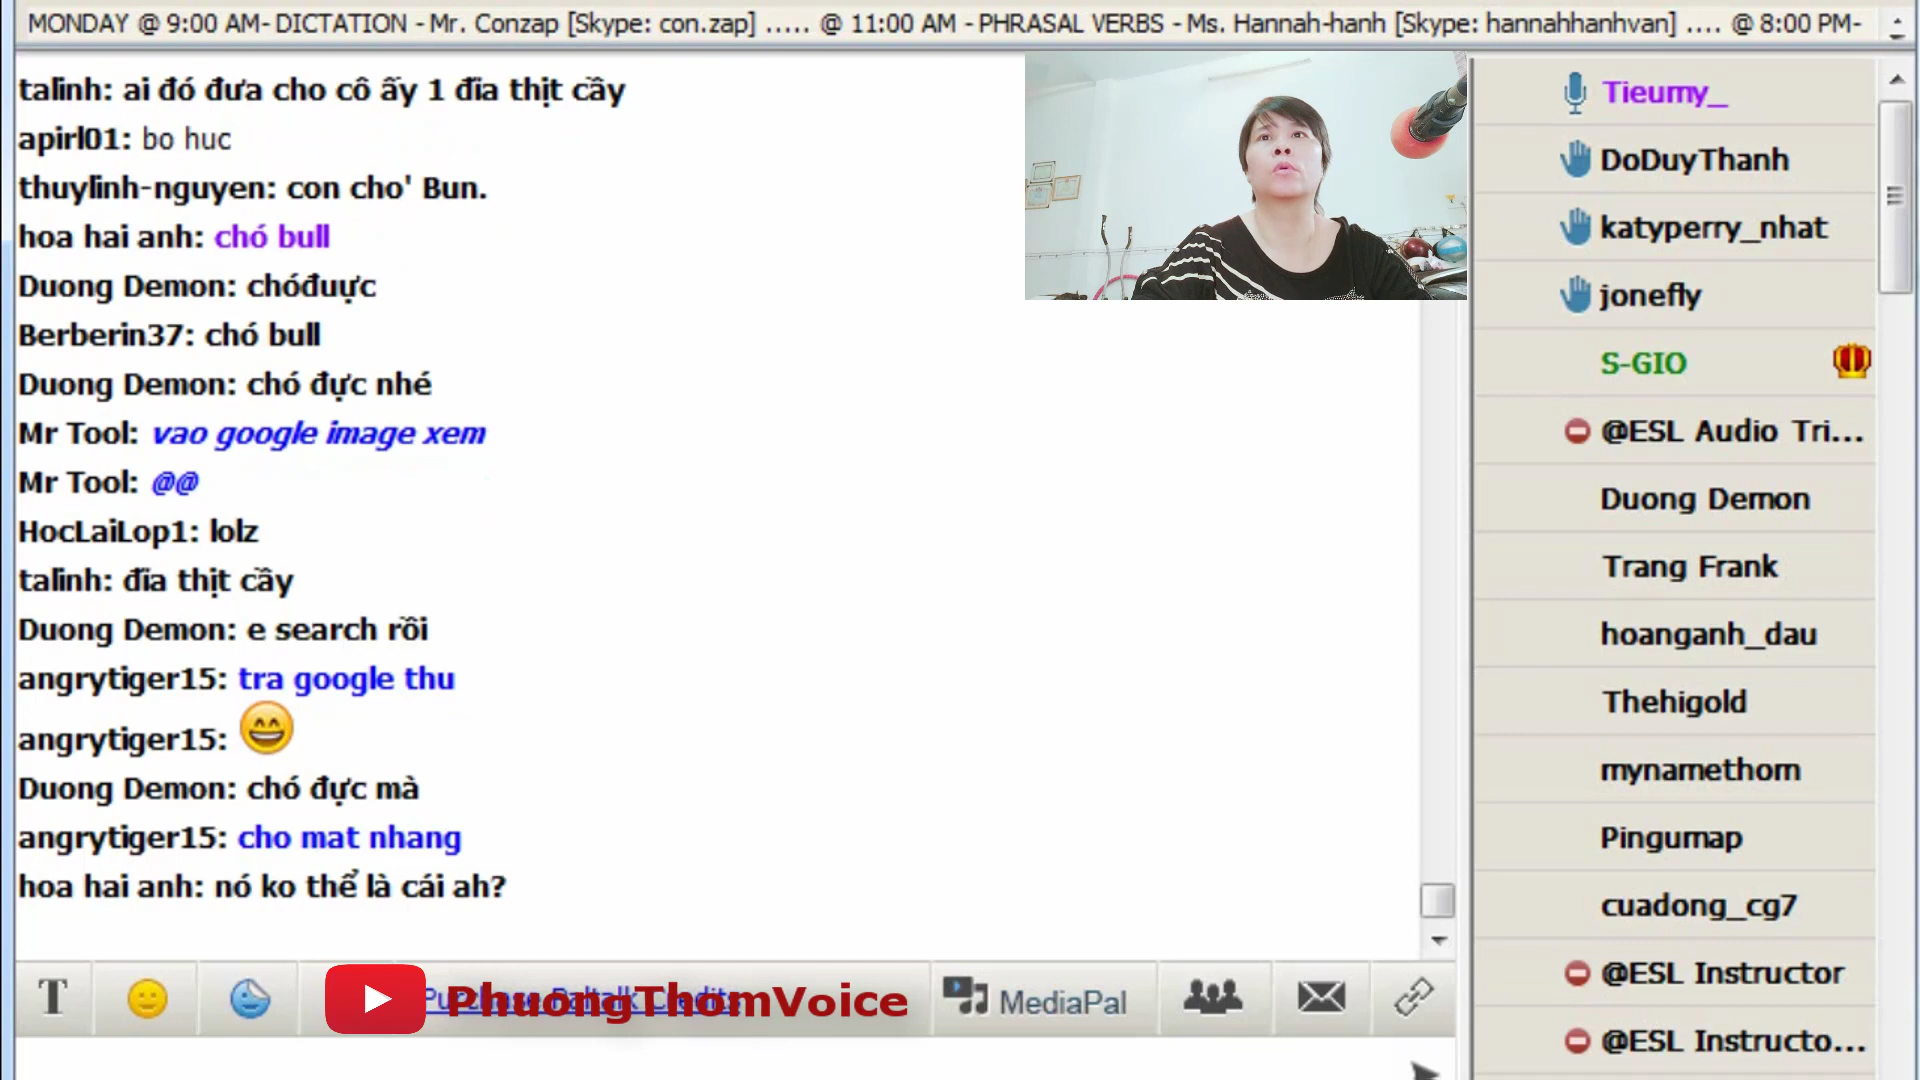 MONDAY @ 9:00 AM- DICTATION - Mr. Conzap [Skype: con.zap] ..... @ 11:00 AM - PHRASAL VERBS - Ms. Hannah-hanh [Skype: hannahhanhvan] .... @ 8:00 PM-
talinh: ai đó đưa cho cô ấy 1 đĩa thịt cầy
apirl01: bo huc
thuylinh-nguyen: con cho' Bun.
hoa hai anh: chó bull
Duong Demon: chóđuực
Berberin37: chó bull
Duong Demon: chó đực nhé
Mr Tool: vao google image xem
Mr Tool: @@
HocLaiLop1: lolz
talinh: đĩa thịt cầy
Duong Demon: e search rồi
angrytiger15: tra google thu
angrytiger15:
Duong Demon: chó đực mà
angrytiger15: cho mat nhang
hoa hai anh: nó ko thể là cái ah?
Tieumy_
DoDuyThanh
katyperry_nhat
jonefly
S-GIO
@ESL Audio Tri...
Duong Demon
Trang Frank
hoanganh_dau
Thehigold
mynamethom
Pingumap
cuadong_cg7
@ESL Instructor
@ESL Instructo...
T
Purchase Paltalk Credits
PhuongThomVoice
MediaPal